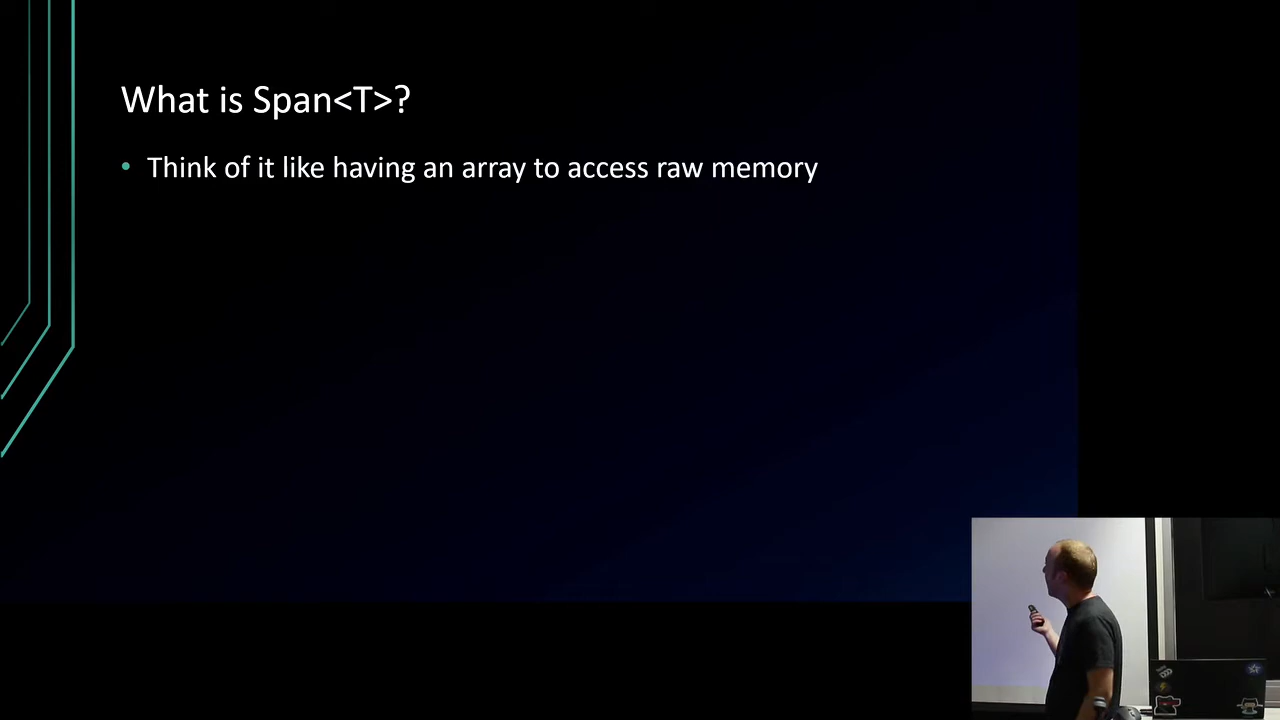 What is Span<T>?
• Think of it like having an array to access raw memory